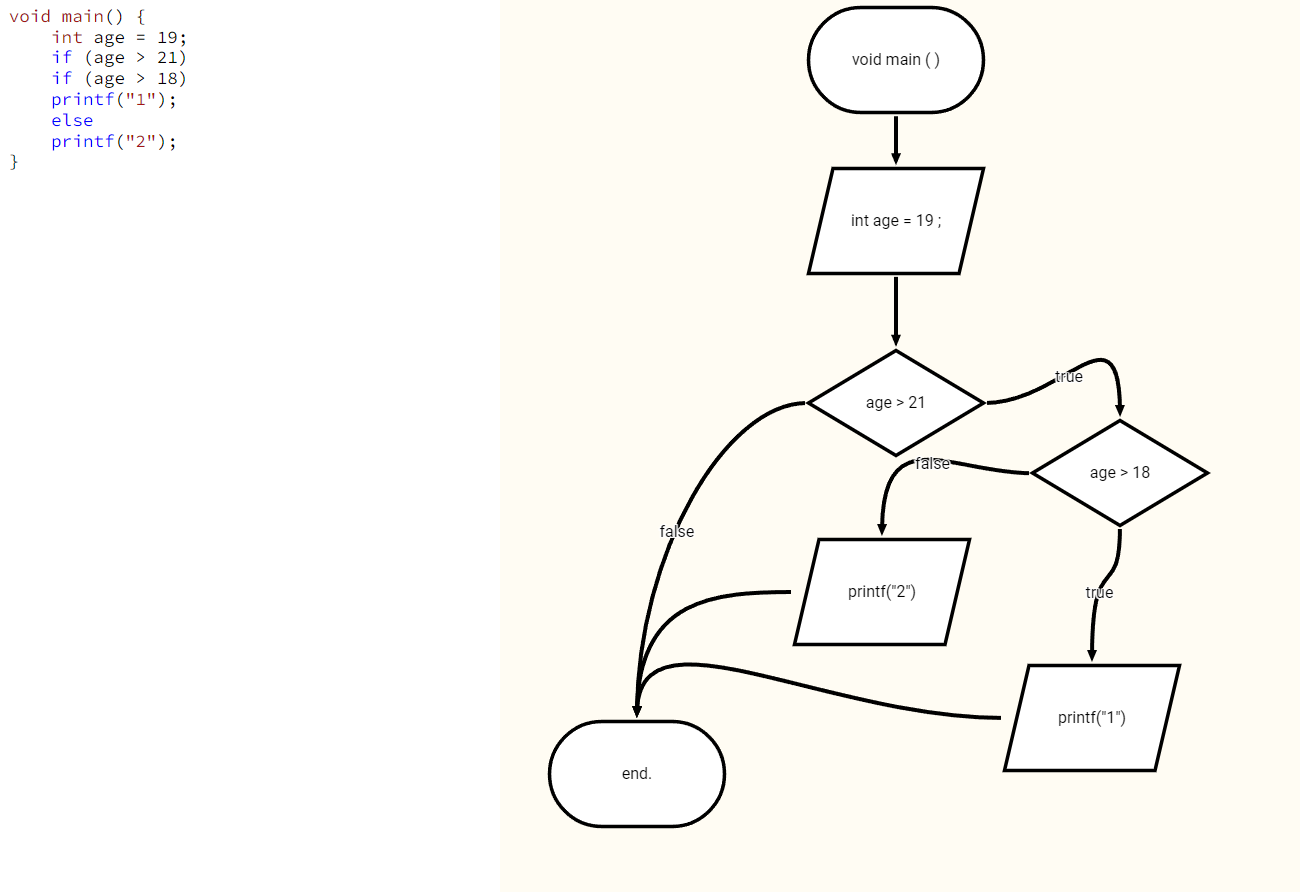 void main() {
    int age = 19;
    if (age > 21)
    if (age > 18)
    printf("1");
    else
    printf("2");
}
void main ( )
int age = 19 ;
age > 21
true
age > 18
false
false
printf("2")
true
printf("1")
end.